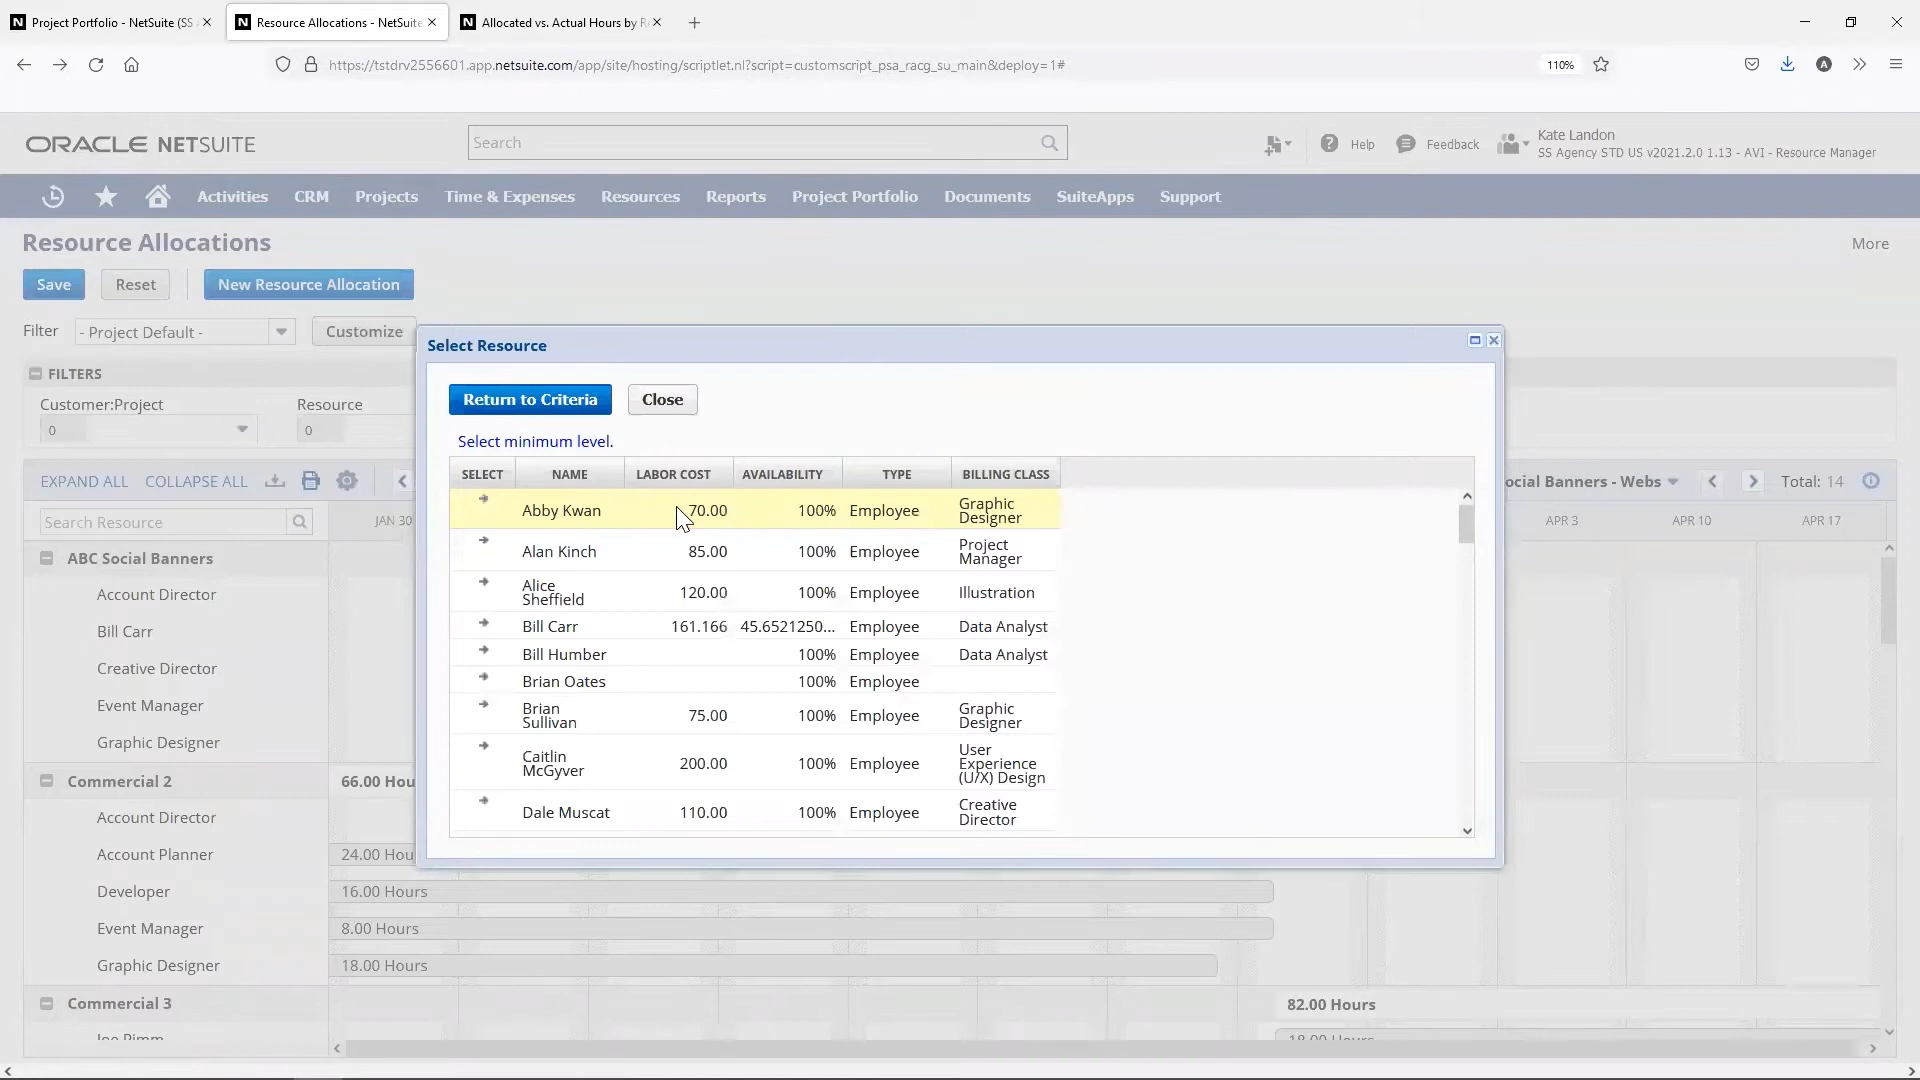 Project Portfolio - NetSuite (SS
Resource Allocations - NetSuite
Allocated vs. Actual Hours by
https://tstdrv2556601.app.netsuite.com/app/site/hosting/scriptlet.nl?script=customscript_psa_racg_su_main&deploy=1#
110%
ORACLE NETSUITE
Search
Help
Feedback
Kate Landon
SS Agency STD US v2021.2.0 1.13 - AVI - Resource Manager
Activities CRM Projects Time & Expenses Resources Reports Project Portfolio Documents SuiteApps Support
Resource Allocations
More
Save Reset New Resource Allocation
Filter - Project Default - Customize
FILTERS
Customer:Project Resource
0 0
EXPAND ALL COLLAPSE ALL
ocial Banners - Webs
Total: 14
Search Resource
JAN 30
APR 3 APR 10 APR 17
ABC Social Banners
Account Director
Bill Carr
Creative Director
Event Manager
Graphic Designer
Commercial 2 66.00 Hou
Account Director
Account Planner 24.00 Hou
Developer 16.00 Hours
Event Manager 8.00 Hours
Graphic Designer 18.00 Hours
Commercial 3 82.00 Hours
Joe Pimm 18.00 Hours
Select Resource
Return to Criteria Close
Select minimum level.
SELECT NAME LABOR COST AVAILABILITY TYPE BILLING CLASS
Abby Kwan 70.00 100% Employee Graphic Designer
Alan Kinch 85.00 100% Employee Project Manager
Alice Sheffield 120.00 100% Employee Illustration
Bill Carr 161.166 45.6521250... Employee Data Analyst
Bill Humber 100% Employee Data Analyst
Brian Oates 100% Employee
Brian Sullivan 75.00 100% Employee Graphic Designer
Caitlin McGyver 200.00 100% Employee User Experience (U/X) Design
Dale Muscat 110.00 100% Employee Creative Director